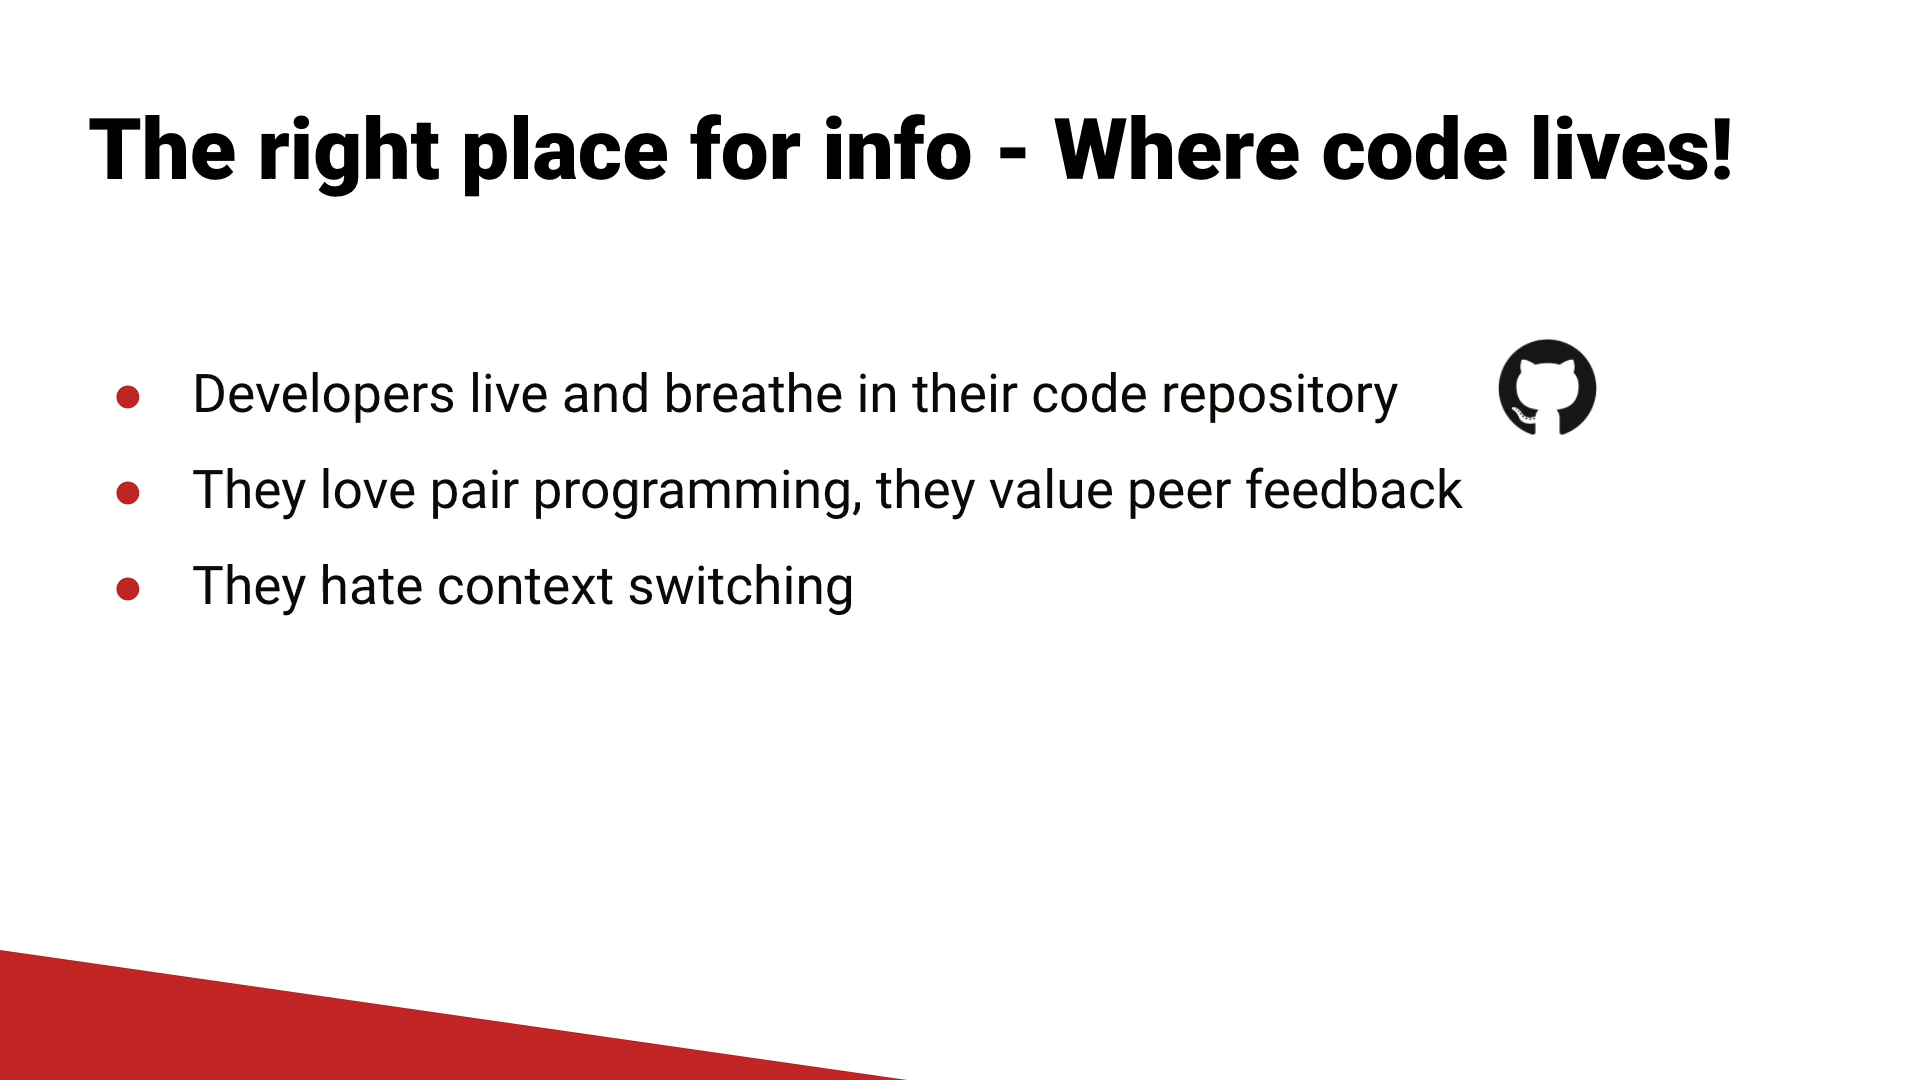 The right place for info - Where code lives!
Developers live and breathe in their code repository
They love pair programming, they value peer feedback
They hate context switching